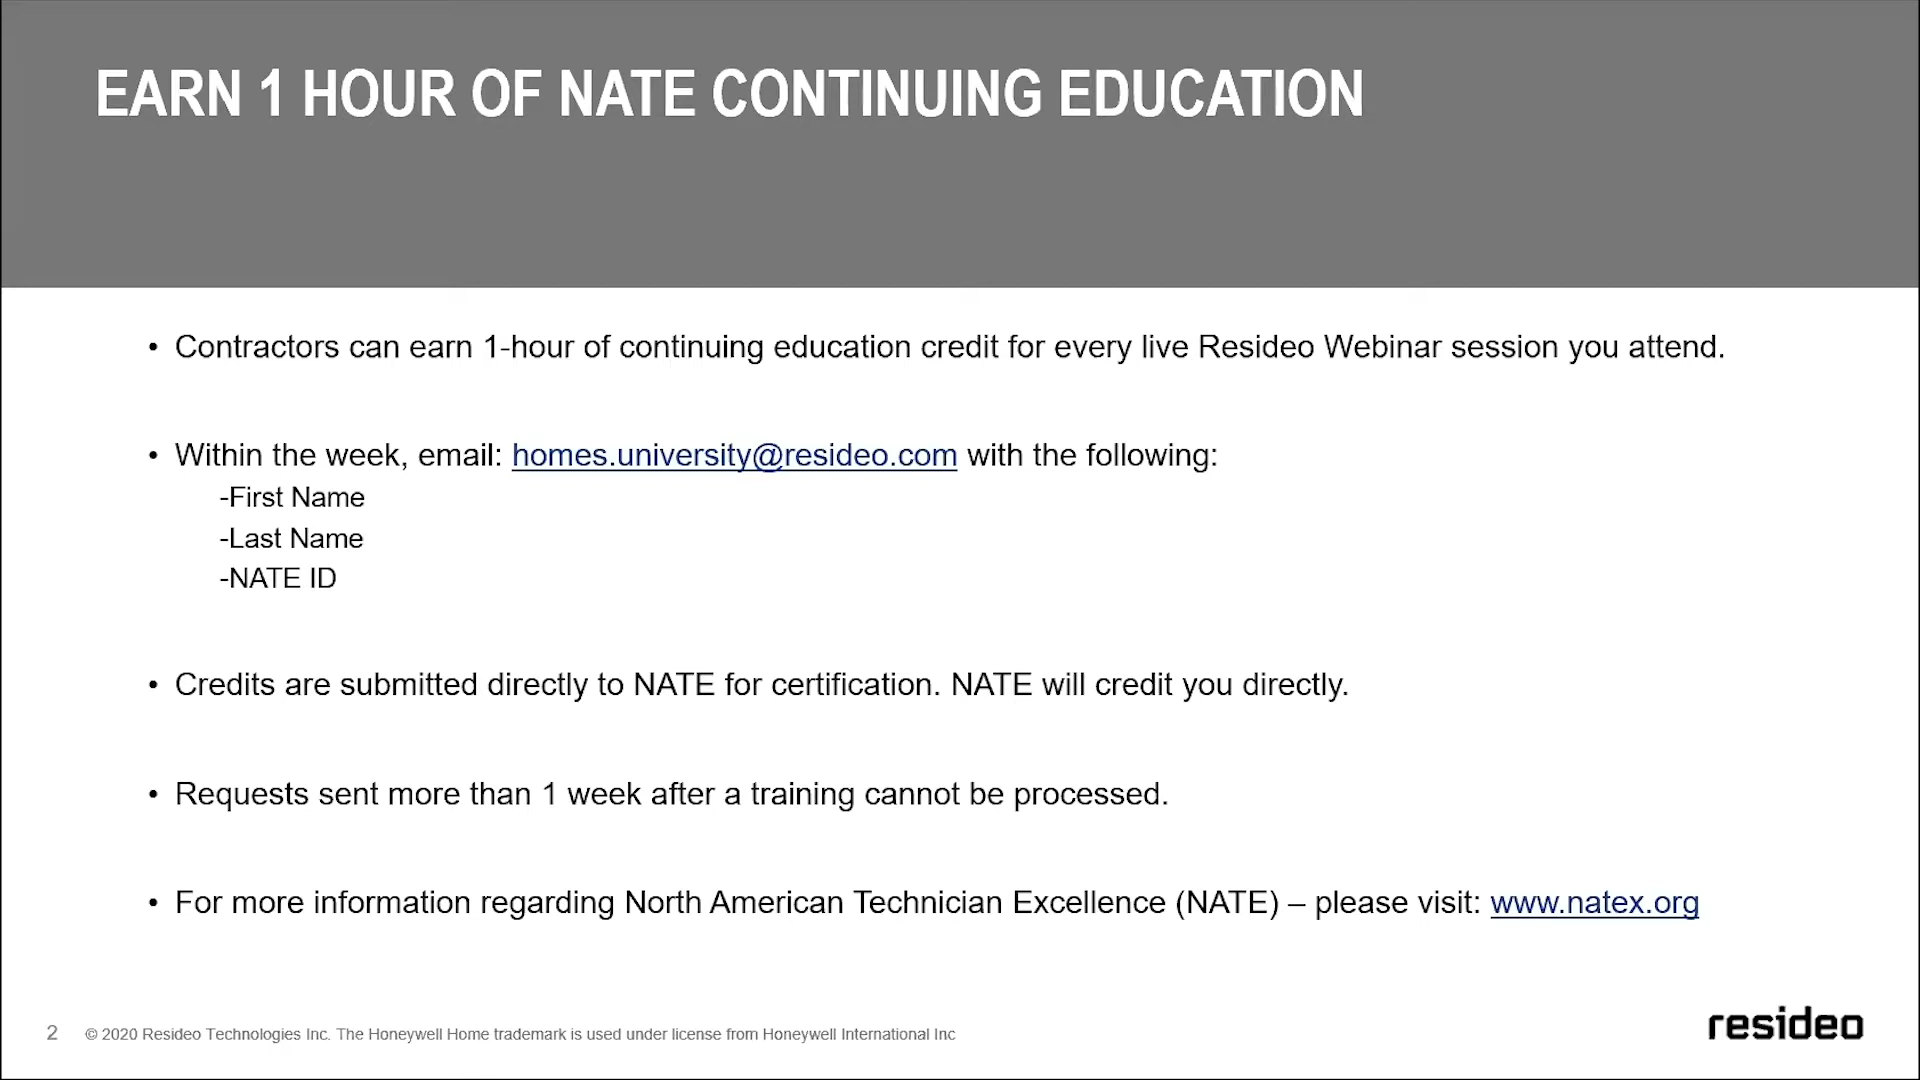 EARN 1 HOUR OF NATE CONTINUING EDUCATION
• Contractors can earn 1-hour of continuing education credit for every live Resideo Webinar session you attend.
• Within the week, email: homes.university@resideo.com with the following:
-First Name
-Last Name
-NATE ID
• Credits are submitted directly to NATE for certification. NATE will credit you directly.
• Requests sent more than 1 week after a training cannot be processed.
• For more information regarding North American Technician Excellence (NATE) – please visit: www.natex.org
2 © 2020 Resideo Technologies Inc. The Honeywell Home trademark is used under license from Honeywell International Inc
resideo